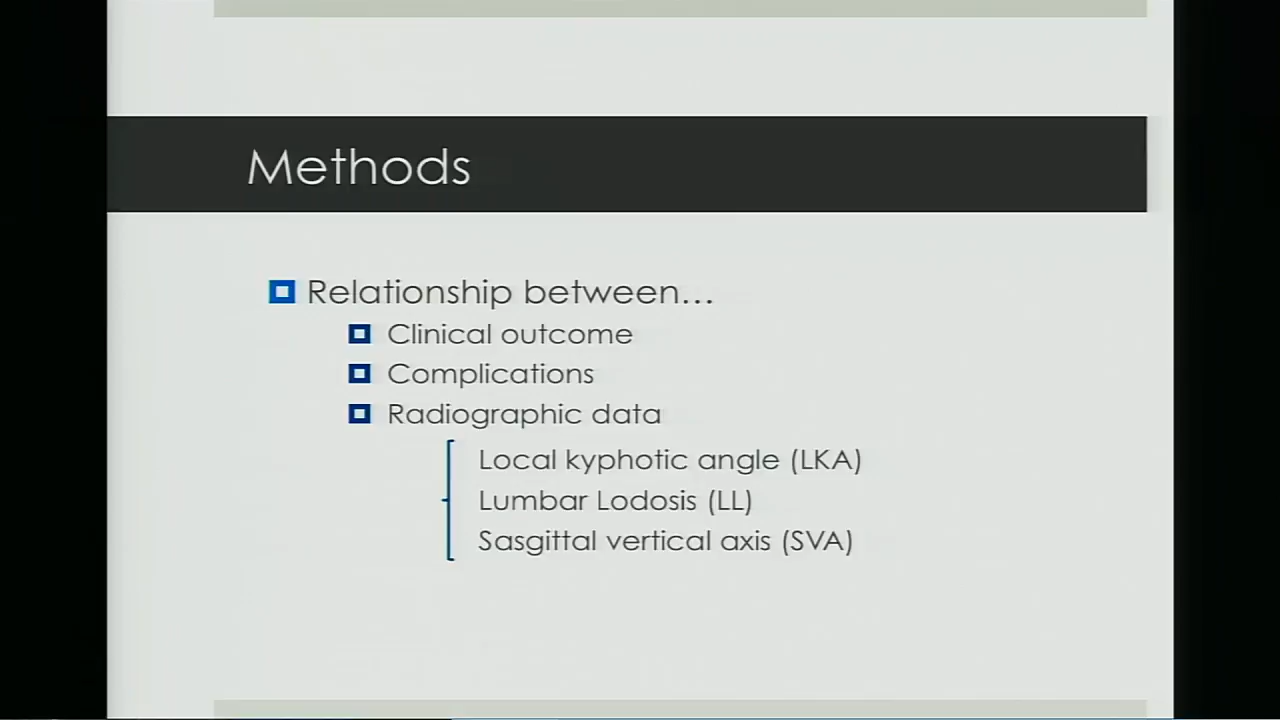 Methods
Relationship between...
Clinical outcome
Complications
Radiographic data
Local kyphotic angle (LKA)
Lumbar Lodosis (LL)
Sasgittal vertical axis (SVA)